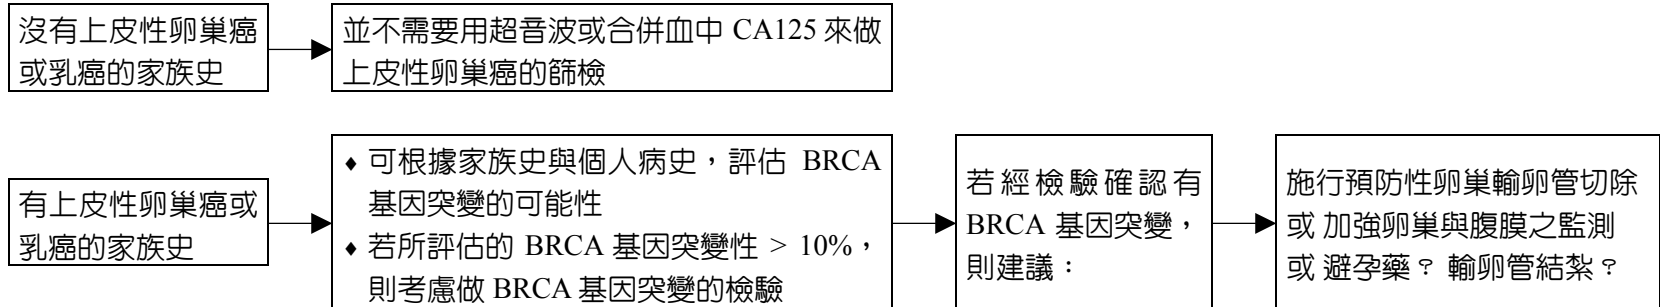 沒有上皮性卵巢癌
或乳癌的家族史
並不需要用超音波或合併血中 CA125 來做
上皮性卵巢癌的篩檢
有上皮性卵巢癌或
乳癌的家族史
♦ 可根據家族史與個人病史，評估 BRCA
基因突變的可能性
♦ 若所評估的 BRCA 基因突變性 > 10%，
則考慮做 BRCA 基因突變的檢驗
若經檢驗確認有
BRCA 基因突變，
則建議：
施行預防性卵巢輸卵管切除
或 加強卵巢與腹膜之監測
或 避孕藥？ 輸卵管結紮？